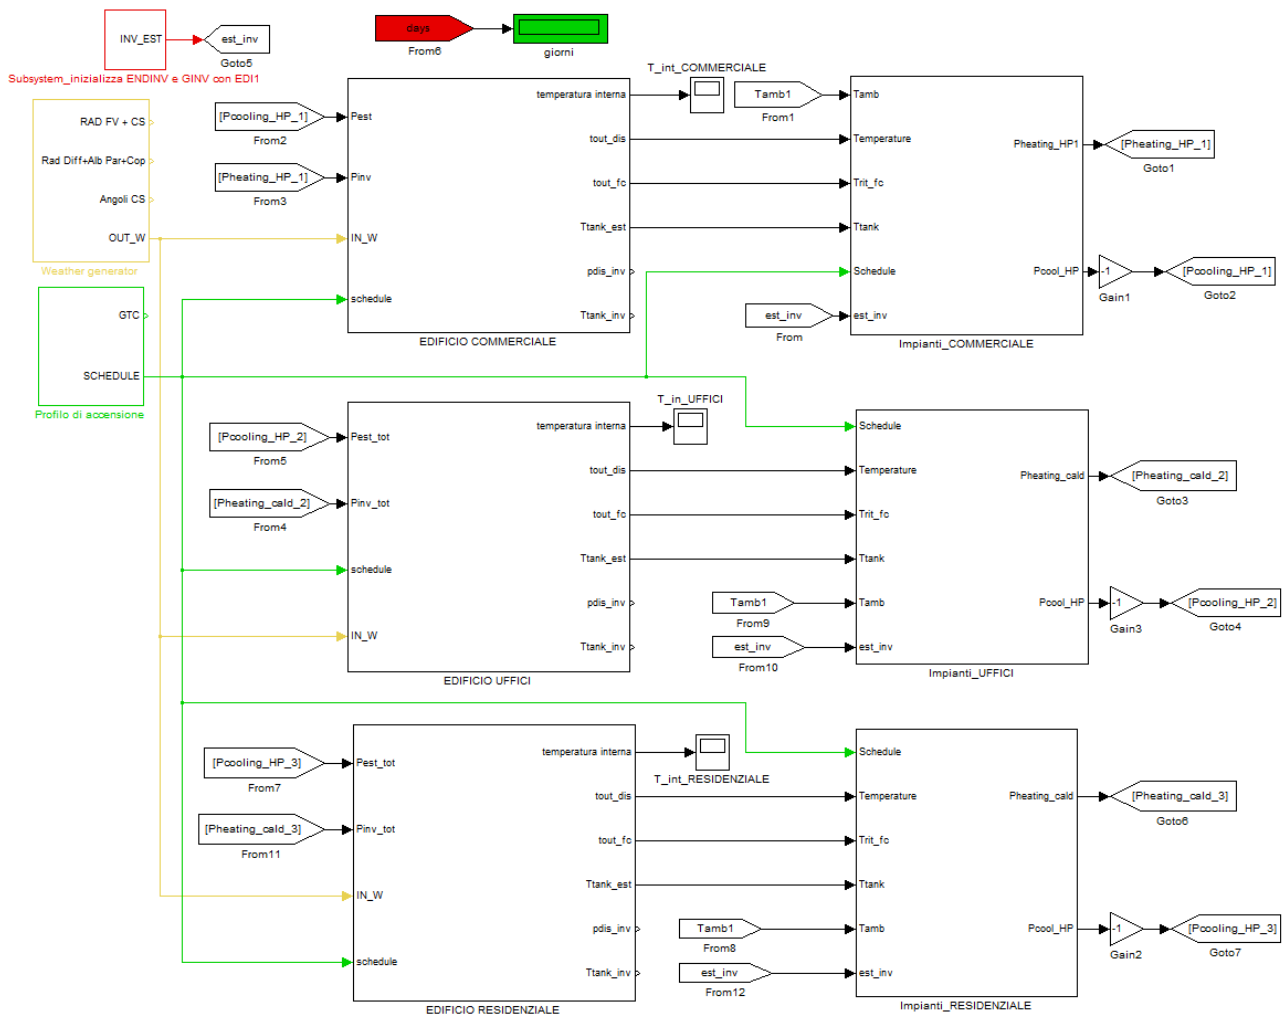 INV_EST
est_inv
Goto5
Subsystem_inizializza ENDINV e GINV con EDI1
days
From6
giorni
RAD FV + CS
Rad Diff+Alb Par+Cop
Angoli CS
OUT_W
Weather generator
GTC
SCHEDULE
Profilo di accensione
[Pcooling_HP_1]
From2
[Pheating_HP_1]
From3
Pest
Pinv
IN_W
schedule
temperatura interna
tout_dis
tout_fc
Ttank_est
pdis_inv
Ttank_inv
EDIFICIO COMMERCIALE
T_int_COMMERCIALE
Tamb1
From1
est_inv
From
Tamb
Temperature
Trit_fc
Ttank
Schedule
est_inv
Pheating_HP1
Pcool_HP
Impianti_COMMERCIALE
[Pheating_HP_1]
Goto1
-1
Gain1
[Pcooling_HP_1]
Goto2
[Pcooling_HP_2]
From5
[Pheating_cald_2]
From4
Pest_tot
Pinv_tot
schedule
IN_W
temperatura interna
tout_dis
tout_fc
Ttank_est
pdis_inv
Ttank_inv
EDIFICIO UFFICI
T_in_UFFICI
Tamb1
From9
est_inv
From10
Schedule
Temperature
Trit_fc
Ttank
Tamb
est_inv
Pheating_cald
Pcool_HP
Impianti_UFFICI
[Pheating_cald_2]
Goto3
-1
Gain3
[Pcooling_HP_2]
Goto4
[Pcooling_HP_3]
From7
[Pheating_cald_3]
From11
Pest_tot
Pinv_tot
IN_W
schedule
temperatura interna
tout_dis
tout_fc
Ttank_est
pdis_inv
Ttank_inv
EDIFICIO RESIDENZIALE
T_int_RESIDENZIALE
Tamb1
From8
est_inv
From12
Schedule
Temperature
Trit_fc
Ttank
Tamb
est_inv
Pheating_cald
Pcool_HP
Impianti_RESIDENZIALE
[Pheating_cald_3]
Goto6
-1
Gain2
[Pcooling_HP_3]
Goto7